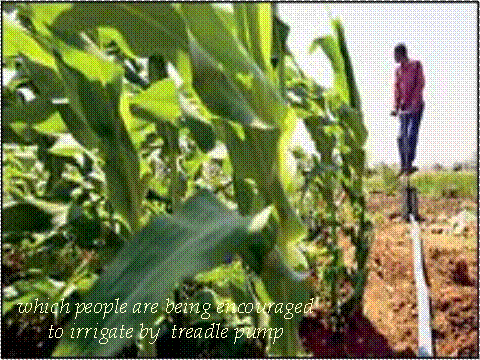 which people are being encouraged
to irrigate by treadle pump